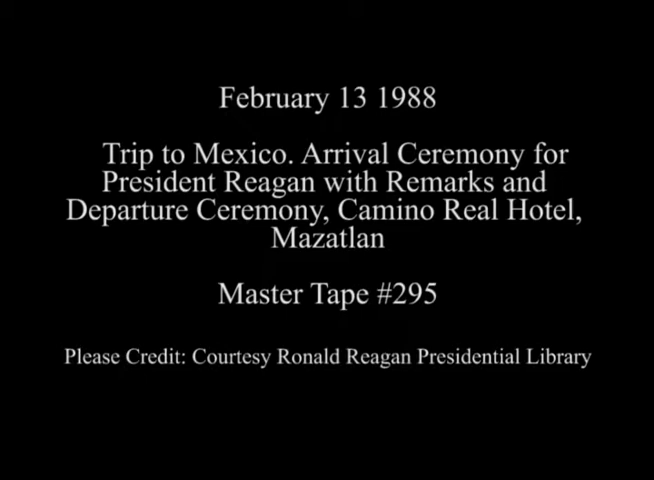 February 13 1988
Trip to Mexico. Arrival Ceremony for
President Reagan with Remarks and
Departure Ceremony, Camino Real Hotel,
Mazatlan
Master Tape #295
Please Credit: Courtesy Ronald Reagan Presidential Library